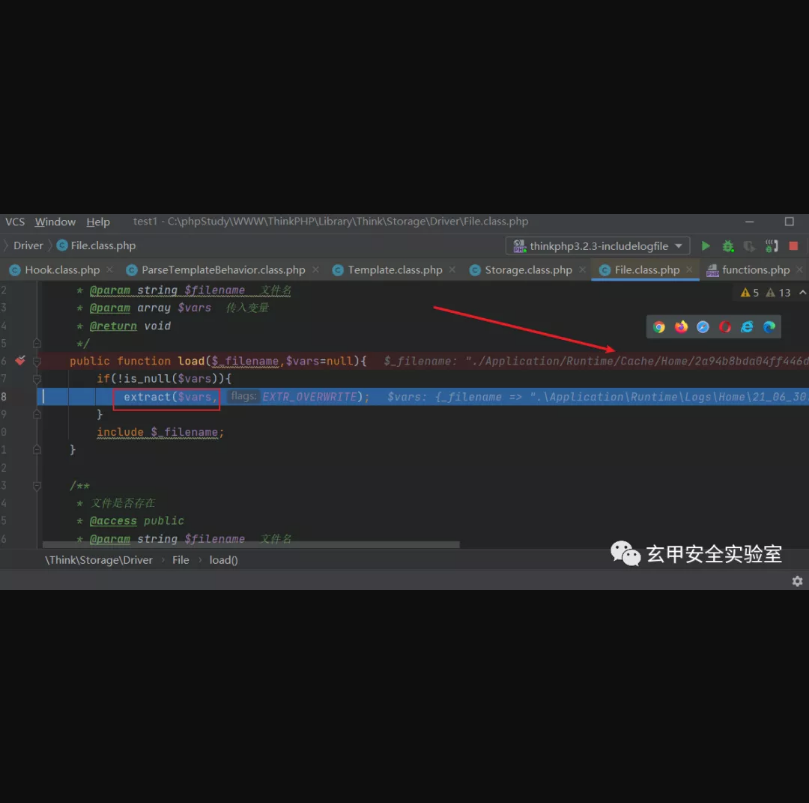 VCS Window Help test1 - C:\phpStudy\WWW\ThinkPHP\Library\Think\Storage\Driver\File.class.php
Driver File.class.php thinkphp3.2.3-includelogfile
Hook.class.php ParseTemplateBehavior.class.php Template.class.php Storage.class.php File.class.php functions.php
2 * @param string $filename 文件名 5 13
3 * @param array $vars 传入变量
4 * @return void
5 */
6 public function load($_filename,$vars=null){ $_filename: "./Application/Runtime/Cache/Home/2a94b8bda04ff446d
7 if(!is_null($vars)){
8 extract($vars, flags: EXTR_OVERWRITE); $vars: {_filename => ".\Application\Runtime\Logs\Home\21_06_30.
9 }
0 include $_filename;
1 }
2
3 /**
4 * 文件是否存在
5 * @access public
6 * @param string $filename 文件名
玄甲安全实验室
\Think\Storage\Driver File load()